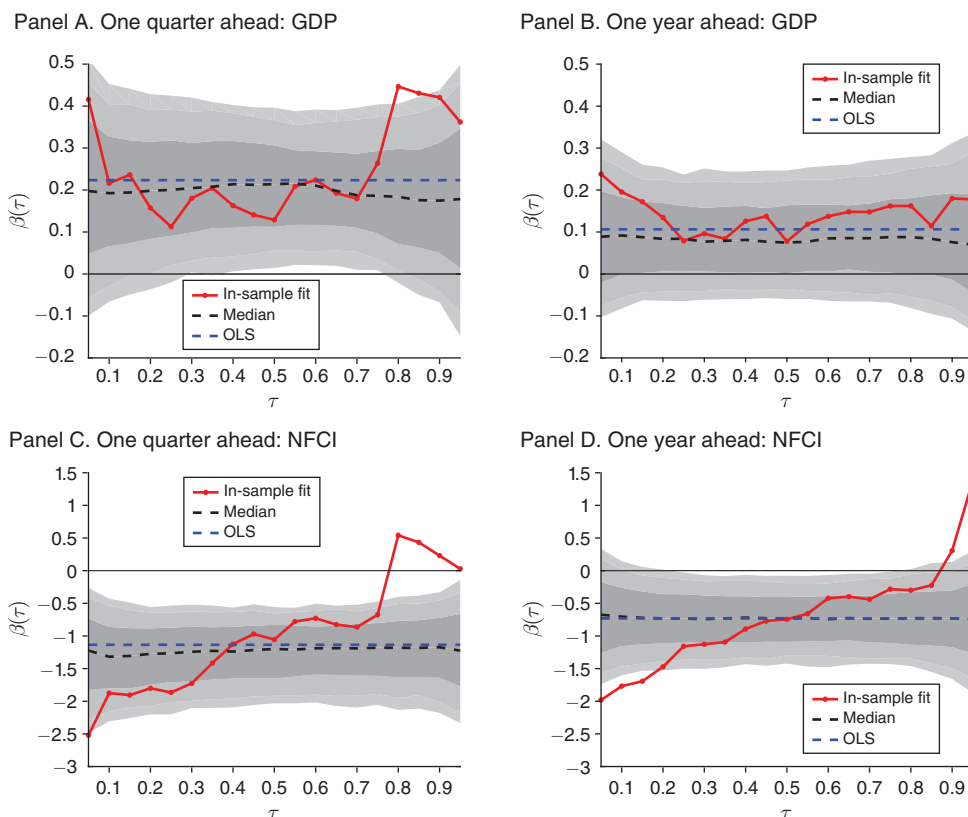 Panel A. One quarter ahead: GDP
0.5
0.4
0.3
0.2
0.1
0
−0.1
−0.2
β(τ)
In-sample fit
Median
OLS
0.1 0.2 0.3 0.4 0.5 0.6 0.7 0.8 0.9
τ
Panel B. One year ahead: GDP
0.5
0.4
0.3
0.2
0.1
0
−0.1
−0.2
β(τ)
In-sample fit
Median
OLS
0.1 0.2 0.3 0.4 0.5 0.6 0.7 0.8 0.9
τ
Panel C. One quarter ahead: NFCI
1.5
1
0.5
0
−0.5
−1
−1.5
−2
−2.5
−3
β(τ)
In-sample fit
Median
OLS
0.1 0.2 0.3 0.4 0.5 0.6 0.7 0.8 0.9
τ
Panel D. One year ahead: NFCI
1.5
1
0.5
0
−0.5
−1
−1.5
−2
−2.5
−3
β(τ)
In-sample fit
Median
OLS
0.1 0.2 0.3 0.4 0.5 0.6 0.7 0.8 0.9
τ